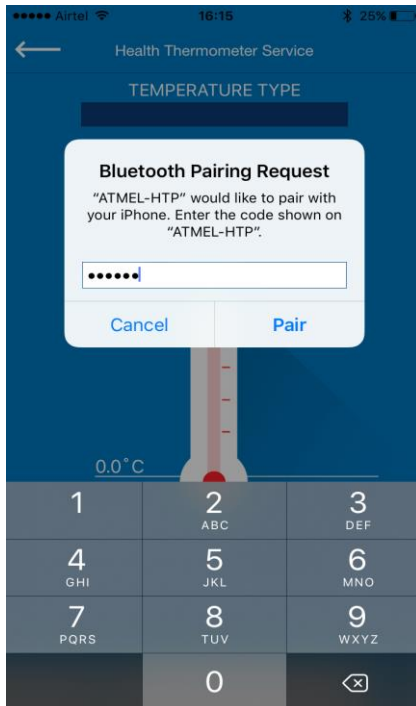 ●●●●● Airtel 16:15 25%
Health Thermometer Service
TEMPERATURE TYPE
Bluetooth Pairing Request
“ATMEL-HTP” would like to pair with
your iPhone. Enter the code shown on
“ATMEL-HTP”.
●●●●●●
Cancel Pair
0.0°C
1 2 3
ABC DEF
4 5 6
GHI JKL MNO
7 8 9
PQRS TUV WXYZ
0